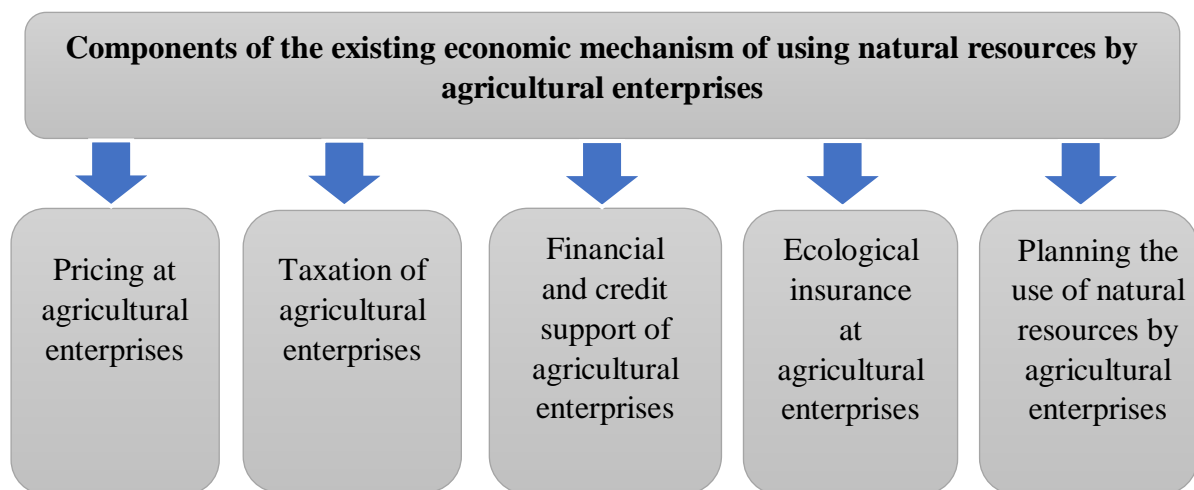 Components of the existing economic mechanism of using natural resources by
agricultural enterprises
Pricing at
agricultural
enterprises
Taxation of
agricultural
enterprises
Financial
and credit
support of
agricultural
enterprises
Ecological
insurance
at
agricultural
enterprises
Planning the
use of natural
resources by
agricultural
enterprises